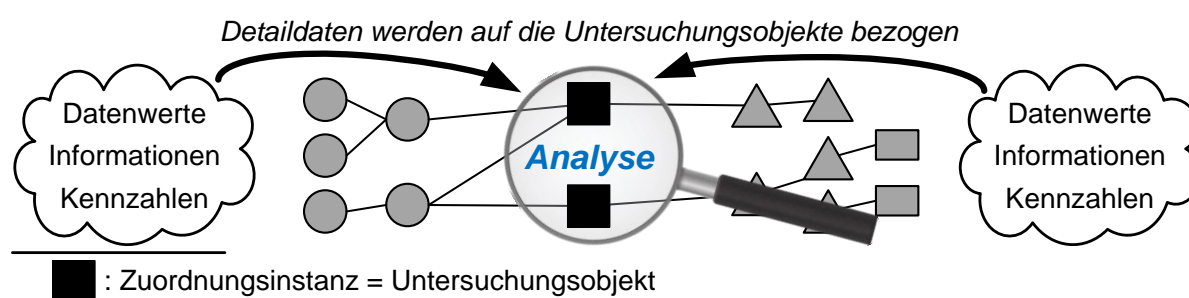 Detaildaten werden auf die Untersuchungsobjekte bezogen
Datenwerte
Informationen
Kennzahlen
Analyse
Datenwerte
Informationen
Kennzahlen
: Zuordnungsinstanz = Untersuchungsobjekt